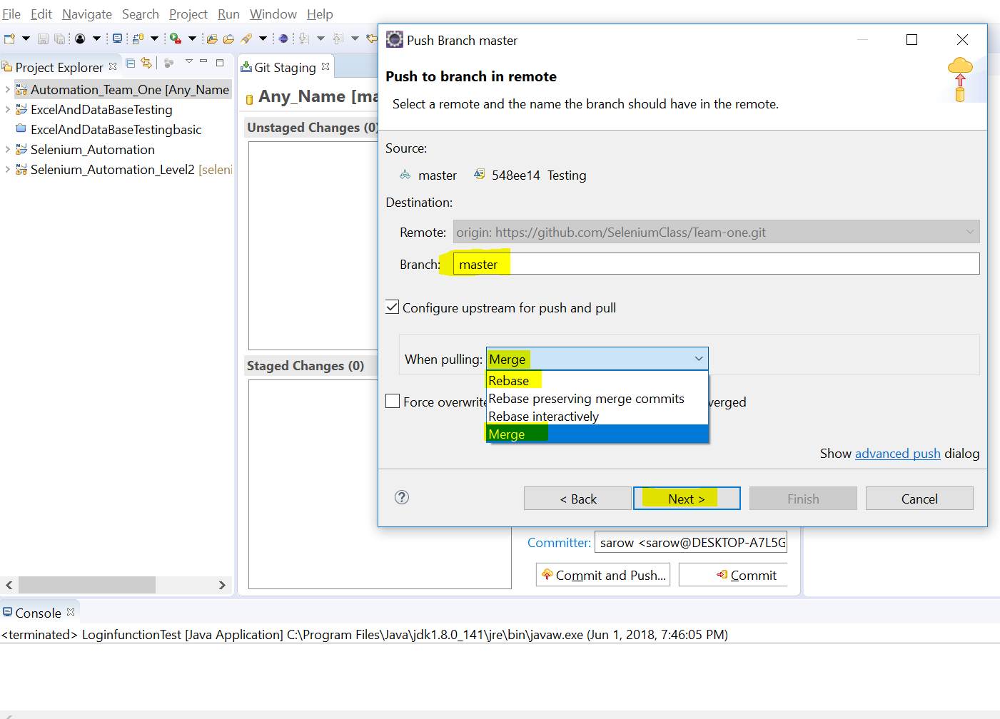 File Edit Navigate Search Project Run Window Help
Project Explorer
Automation_Team_One [Any_Name
ExcelAndDataBaseTesting
ExcelAndDataBaseTestingbasic
Selenium_Automation
Selenium_Automation_Level2 [seleni
Git Staging
Any_Name [ma
Unstaged Changes (0)
Staged Changes (0)
Push Branch master
Push to branch in remote
Select a remote and the name the branch should have in the remote.
Source:
master 548ee14 Testing
Destination:
Remote: origin: https://github.com/SeleniumClass/Team-one.git
Branch: master
Configure upstream for push and pull
When pulling: Merge
Rebase
Rebase preserving merge commits
Rebase interactively
Merge
Force overwrite verged
Show advanced push dialog
< Back Next > Finish Cancel
Committer: sarow <sarow@DESKTOP-A7L5G
Commit and Push... Commit
Console
<terminated> LoginfunctionTest [Java Application] C:\Program Files\Java\jdk1.8.0_141\jre\bin\javaw.exe (Jun 1, 2018, 7:46:05 PM)